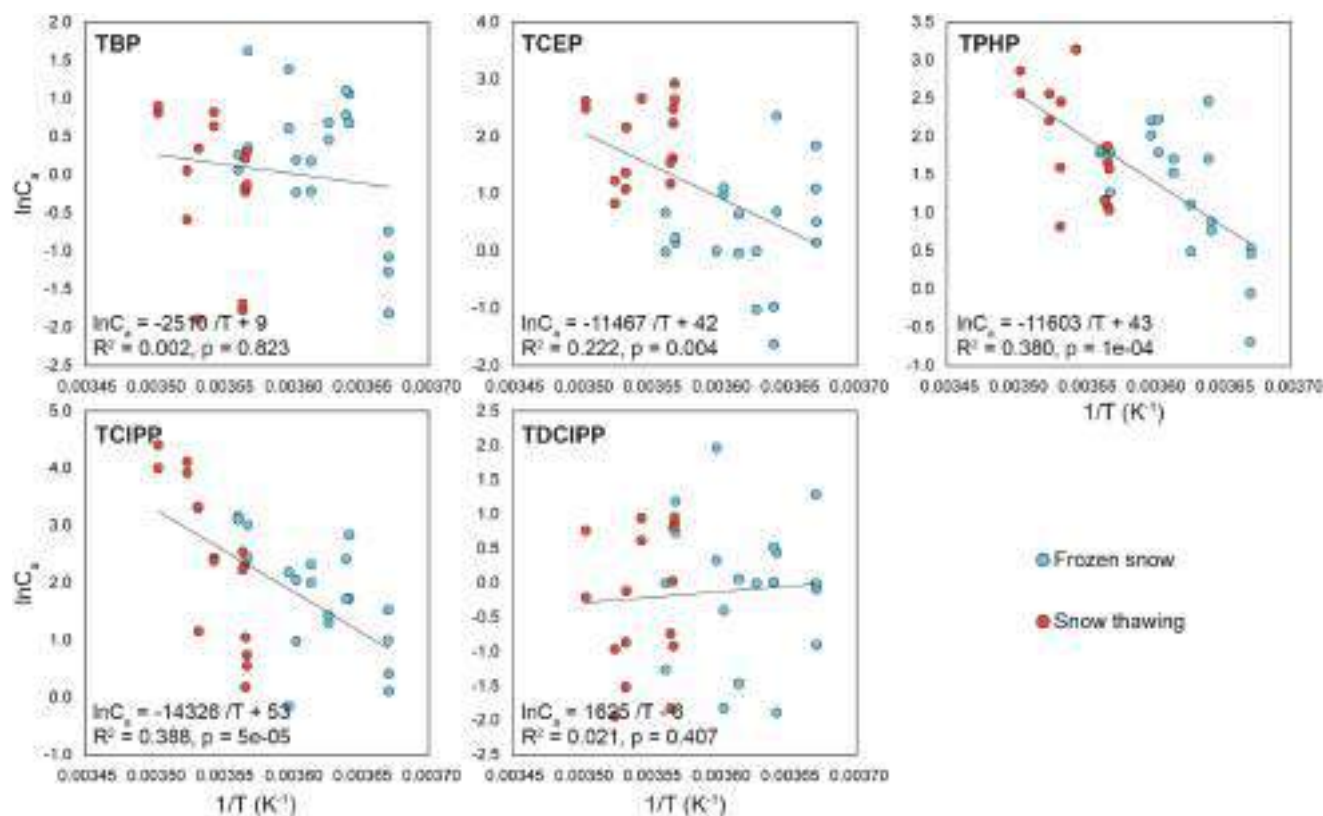 TBP
2.0
1.5
1.0
0.5
0.0
-0.5
-1.0
-1.5
-2.0
-2.5
lnCₐ
lnCₐ = -2510 /T + 9
R² = 0.002, p = 0.823
0.00345 0.00350 0.00355 0.00360 0.00365 0.00370
TCEP
4.0
3.0
2.0
1.0
0.0
-1.0
-2.0
lnCₐ = -11467 /T + 42
R² = 0.222, p = 0.004
0.00345 0.00350 0.00355 0.00360 0.00365 0.00370
TPHP
3.5
3.0
2.5
2.0
1.5
1.0
0.5
0.0
-0.5
-1.0
lnCₐ = -11603 /T + 43
R² = 0.380, p = 1e-04
0.00345 0.00350 0.00355 0.00360 0.00365 0.00370
1/T (K⁻¹)
TCIPP
5.0
4.0
3.0
2.0
1.0
0.0
-1.0
lnCₐ
lnCₐ = -14326 /T + 53
R² = 0.388, p = 5e-05
0.00345 0.00350 0.00355 0.00360 0.00365 0.00370
1/T (K⁻¹)
TDCIPP
2.5
2.0
1.5
1.0
0.5
0.0
-0.5
-1.0
-1.5
-2.0
-2.5
lnCₐ = 1625 /T - 6
R² = 0.021, p = 0.407
0.00345 0.00350 0.00355 0.00360 0.00365 0.00370
1/T (K⁻¹)
Frozen snow
Snow thawing